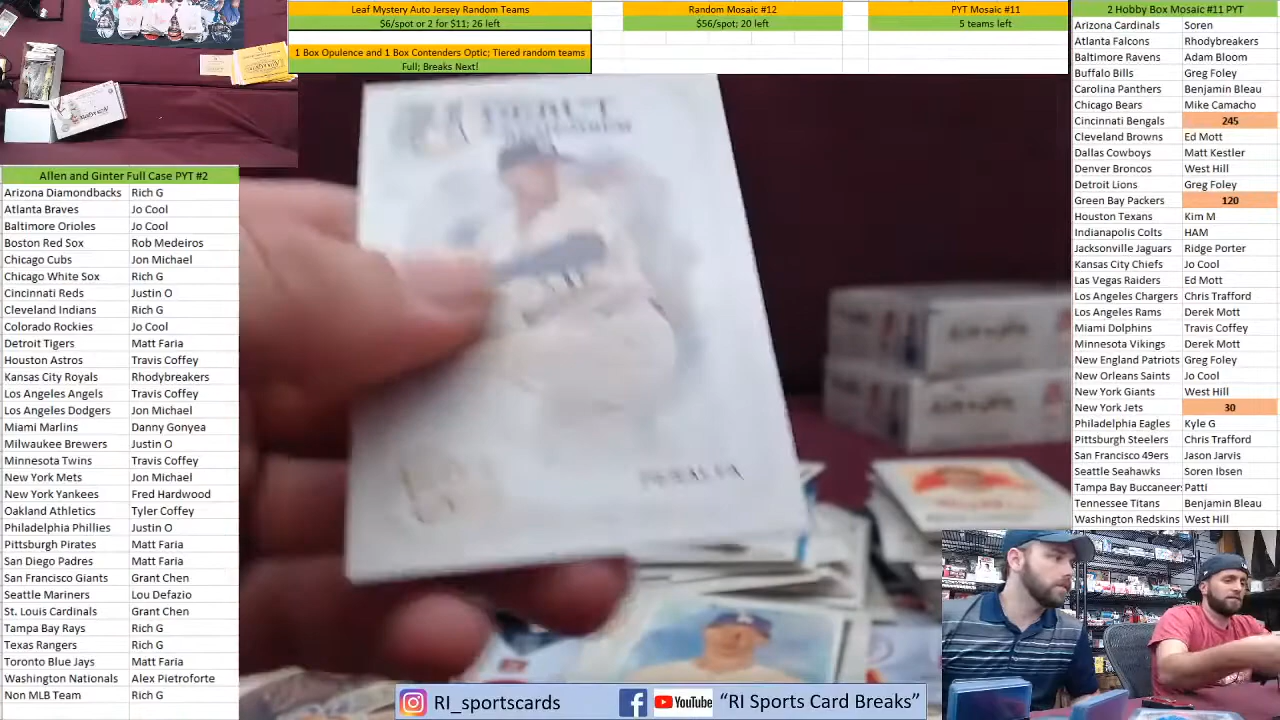 Leaf Mystery Auto Jersey Random Teams
$6/spot or 2 for $11; 26 left
1 Box Opulence and 1 Box Contenders Optic; Tiered random teams
Full; Breaks Next!
Random Mosaic #12
$56/spot; 20 left
PYT Mosaic #11
5 teams left
2 Hobby Box Mosaic #11 PYT
Arizona Cardinals Soren
Atlanta Falcons Rhodybreakers
Baltimore Ravens Adam Bloom
Buffalo Bills Greg Foley
Carolina Panthers Benjamin Bleau
Chicago Bears Mike Camacho
Cincinnati Bengals 245
Cleveland Browns Ed Mott
Dallas Cowboys Matt Kestler
Denver Broncos West Hill
Detroit Lions Greg Foley
Green Bay Packers 120
Houston Texans Kim M
Indianapolis Colts HAM
Jacksonville Jaguars Ridge Porter
Kansas City Chiefs Jo Cool
Las Vegas Raiders Ed Mott
Los Angeles Chargers Chris Trafford
Los Angeles Rams Derek Mott
Miami Dolphins Travis Coffey
Minnesota Vikings Derek Mott
New England Patriots Greg Foley
New Orleans Saints Jo Cool
New York Giants West Hill
New York Jets 30
Philadelphia Eagles Kyle G
Pittsburgh Steelers Chris Trafford
San Francisco 49ers Jason Jarvis
Seattle Seahawks Soren Ibsen
Tampa Bay Buccaneer Patti
Tennessee Titans Benjamin Bleau
Washington Redskins West Hill
Allen and Ginter Full Case PYT #2
Arizona Diamondbacks Rich G
Atlanta Braves Jo Cool
Baltimore Orioles Jo Cool
Boston Red Sox Rob Medeiros
Chicago Cubs Jon Michael
Chicago White Sox Rich G
Cincinnati Reds Justin O
Cleveland Indians Rich G
Colorado Rockies Jo Cool
Detroit Tigers Matt Faria
Houston Astros Travis Coffey
Kansas City Royals Rhodybreakers
Los Angeles Angels Travis Coffey
Los Angeles Dodgers Jon Michael
Miami Marlins Danny Gonyea
Milwaukee Brewers Justin O
Minnesota Twins Travis Coffey
New York Mets Jon Michael
New York Yankees Fred Hardwood
Oakland Athletics Tyler Coffey
Philadelphia Phillies Justin O
Pittsburgh Pirates Matt Faria
San Diego Padres Matt Faria
San Francisco Giants Grant Chen
Seattle Mariners Lou Defazio
St. Louis Cardinals Grant Chen
Tampa Bay Rays Rich G
Texas Rangers Rich G
Toronto Blue Jays Matt Faria
Washington Nationals Alex Pietroforte
Non MLB Team Rich G
RI_sportscards
YouTube
"RI Sports Card Breaks"